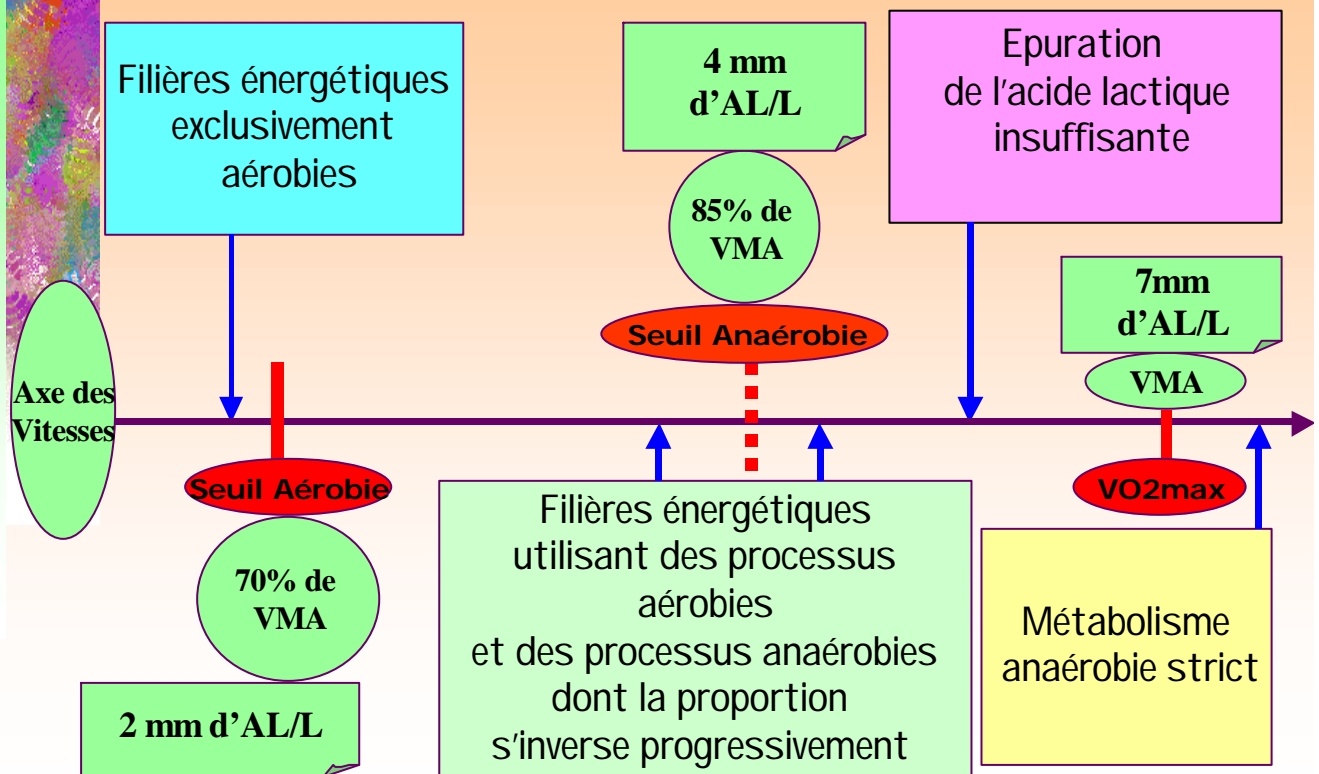 Filières énergétiques
exclusivement
aérobies
4 mm
d’AL/L
85% de
VMA
Seuil Anaérobie
Epuration
de l'acide lactique
insuffisante
7mm
d’AL/L
VMA
VO2max
Axe des
Vitesses
Seuil Aérobie
70% de
VMA
2 mm d’AL/L
Filières énergétiques
utilisant des processus
aérobies
et des processus anaérobies
dont la proportion
s'inverse progressivement
Métabolisme
anaérobie strict